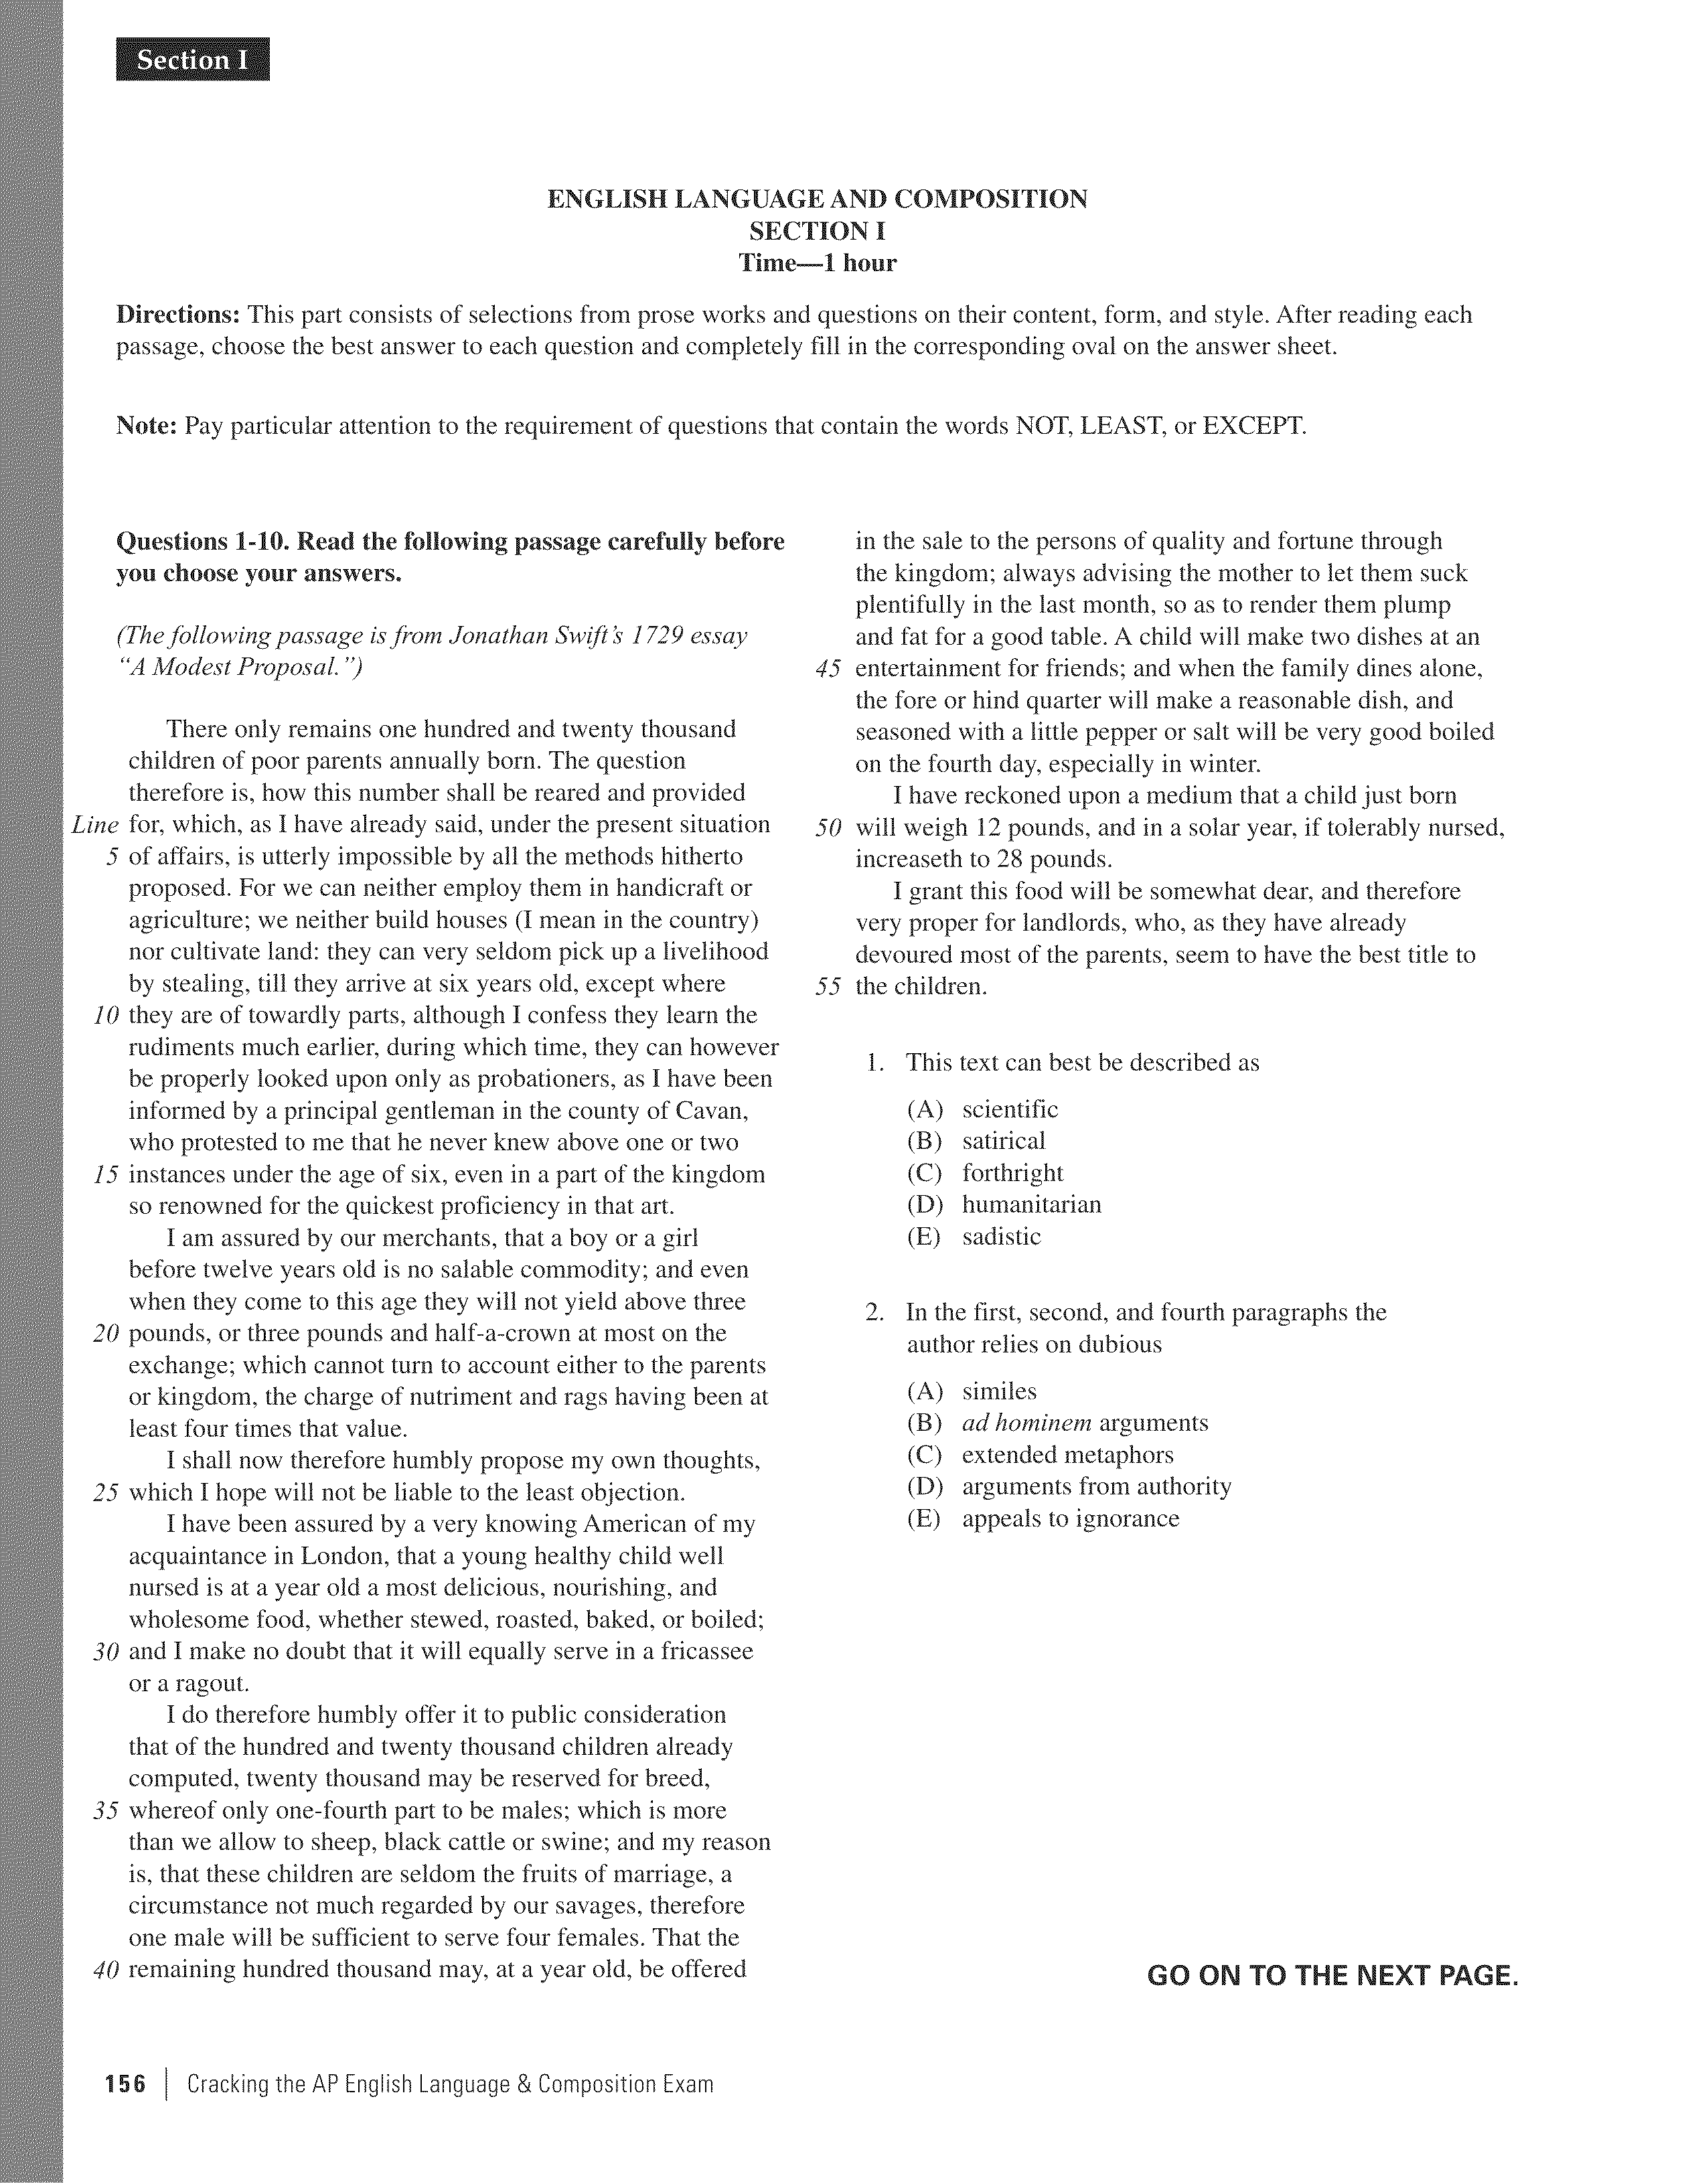 Section I
ENGLISH LANGUAGE AND COMPOSITION
SECTION I
Time—1 hour
Directions: This part consists of selections from prose works and questions on their content, form, and style. After reading each
passage, choose the best answer to each question and completely fill in the corresponding oval on the answer sheet.
Note: Pay particular attention to the requirement of questions that contain the words NOT, LEAST, or EXCEPT.
Questions 1-10. Read the following passage carefully before
you choose your answers.
(The following passage is from Jonathan Swift's 1729 essay
“A Modest Proposal.”)
There only remains one hundred and twenty thousand
children of poor parents annually born. The question
therefore is, how this number shall be reared and provided
Line for, which, as I have already said, under the present situation
5 of affairs, is utterly impossible by all the methods hitherto
proposed. For we can neither employ them in handicraft or
agriculture; we neither build houses (I mean in the country)
nor cultivate land: they can very seldom pick up a livelihood
by stealing, till they arrive at six years old, except where
10 they are of towardly parts, although I confess they learn the
rudiments much earlier, during which time, they can however
be properly looked upon only as probationers, as I have been
informed by a principal gentleman in the county of Cavan,
who protested to me that he never knew above one or two
15 instances under the age of six, even in a part of the kingdom
so renowned for the quickest proficiency in that art.
I am assured by our merchants, that a boy or a girl
before twelve years old is no salable commodity; and even
when they come to this age they will not yield above three
20 pounds, or three pounds and half-a-crown at most on the
exchange; which cannot turn to account either to the parents
or kingdom, the charge of nutriment and rags having been at
least four times that value.
I shall now therefore humbly propose my own thoughts,
25 which I hope will not be liable to the least objection.
I have been assured by a very knowing American of my
acquaintance in London, that a young healthy child well
nursed is at a year old a most delicious, nourishing, and
wholesome food, whether stewed, roasted, baked, or boiled;
30 and I make no doubt that it will equally serve in a fricassee
or a ragout.
I do therefore humbly offer it to public consideration
that of the hundred and twenty thousand children already
computed, twenty thousand may be reserved for breed,
35 whereof only one-fourth part to be males; which is more
than we allow to sheep, black cattle or swine; and my reason
is, that these children are seldom the fruits of marriage, a
circumstance not much regarded by our savages, therefore
one male will be sufficient to serve four females. That the
40 remaining hundred thousand may, at a year old, be offered
in the sale to the persons of quality and fortune through
the kingdom; always advising the mother to let them suck
plentifully in the last month, so as to render them plump
and fat for a good table. A child will make two dishes at an
45 entertainment for friends; and when the family dines alone,
the fore or hind quarter will make a reasonable dish, and
seasoned with a little pepper or salt will be very good boiled
on the fourth day, especially in winter.
I have reckoned upon a medium that a child just born
50 will weigh 12 pounds, and in a solar year, if tolerably nursed,
increaseth to 28 pounds.
I grant this food will be somewhat dear, and therefore
very proper for landlords, who, as they have already
devoured most of the parents, seem to have the best title to
55 the children.
1. This text can best be described as
(A) scientific
(B) satirical
(C) forthright
(D) humanitarian
(E) sadistic
2. In the first, second, and fourth paragraphs the
author relies on dubious
(A) similes
(B) ad hominem arguments
(C) extended metaphors
(D) arguments from authority
(E) appeals to ignorance
GO ON TO THE NEXT PAGE.
156 | Cracking the AP English Language & Composition Exam